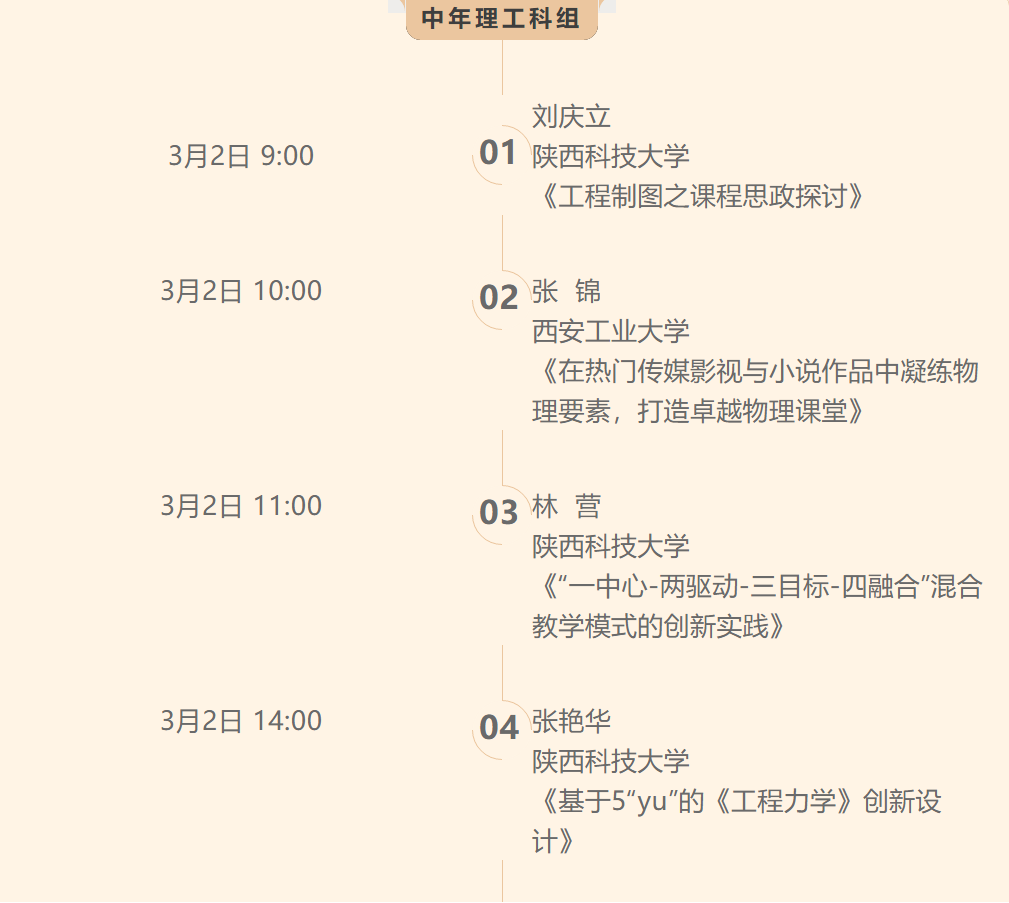 中年理工科组
3月2日 9:00
01
刘庆立
陕西科技大学
《工程制图之课程思政探讨》
3月2日 10:00
02
张 锦
西安工业大学
《在热门传媒影视与小说作品中凝练物
理要素，打造卓越物理课堂》
3月2日 11:00
03
林 营
陕西科技大学
《“一中心-两驱动-三目标-四融合”混合
教学模式的创新实践》
3月2日 14:00
04
张艳华
陕西科技大学
《基于5“yu”的《工程力学》创新设
计》